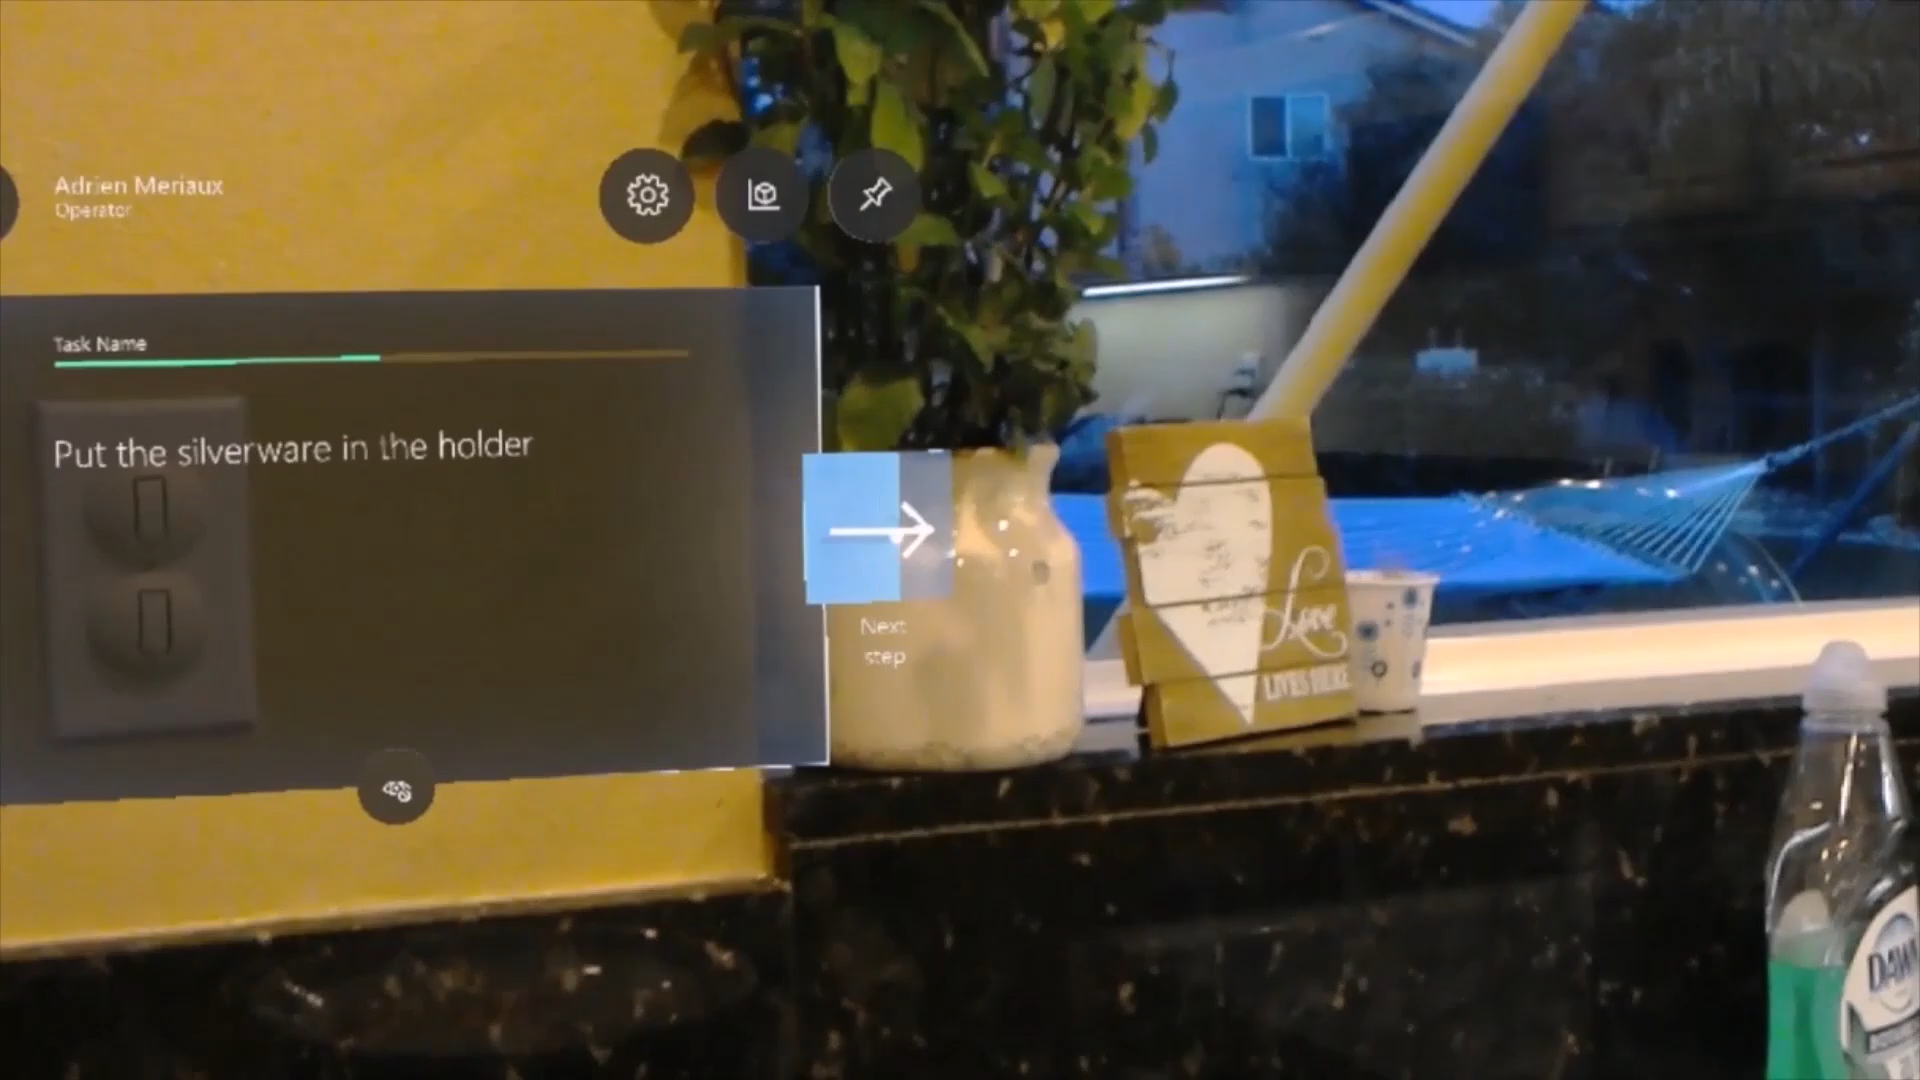 Adrien Meriaux
Operator
Task Name
Put the silverware in the holder
Next
step
Love
LIVES HERE
DAWN